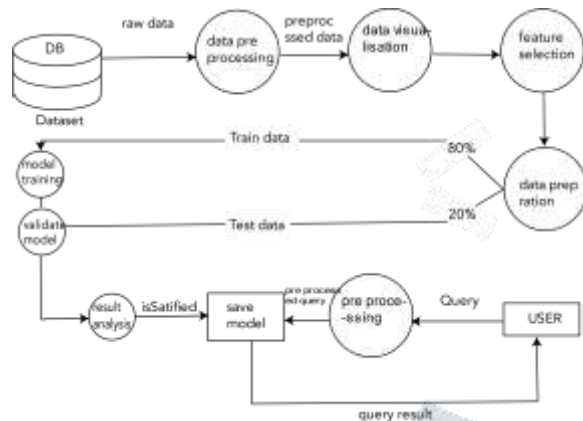 DB
raw data
preproc
ssed data
data pre
processing
data visua-
lisation
feature
selection
Dataset
Train data
80%
model
training
data prep
ration
20%
validate
model
Test data
pre process
ed query
isSatified
result
analysis
save
model
pre proce-
-ssing
Query
USER
query result